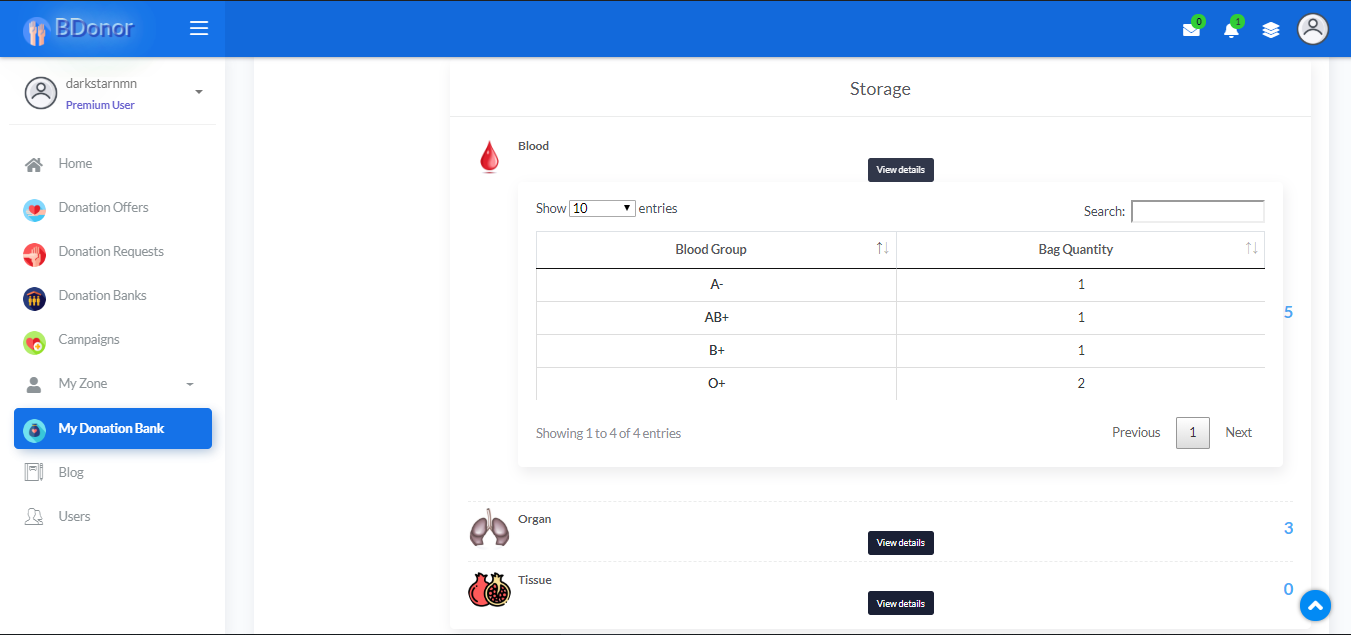 BDonor
0
1
darkstarnmn
Premium User
Home
Donation Offers
Donation Requests
Donation Banks
Campaigns
My Zone
My Donation Bank
Blog
Users
Storage
Blood
View details
Show 10 entries
Search:
Blood Group Bag Quantity
A- 1
AB+ 1
B+ 1
O+ 2
Showing 1 to 4 of 4 entries
Previous 1 Next
5
Organ
View details
3
Tissue
View details
0